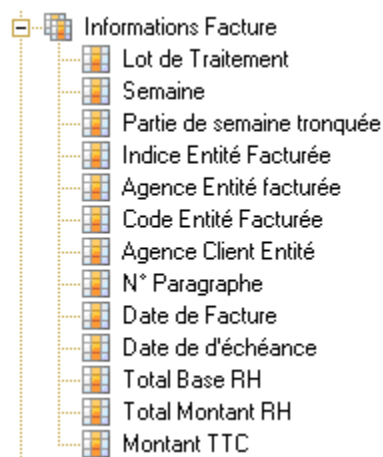 Informations Facture
Lot de Traitement
Semaine
Partie de semaine tronquée
Indice Entité Facturée
Agence Entité facturée
Code Entité Facturée
Agence Client Entité
N° Paragraphe
Date de Facture
Date de d'échéance
Total Base RH
Total Montant RH
Montant TTC